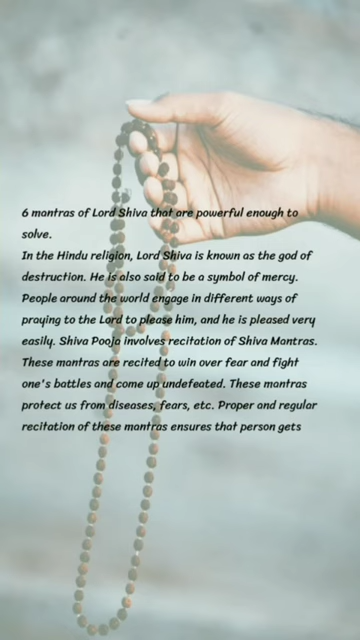 6 mantras of Lord Shiva that are powerful enough to
solve.
In the Hindu religion, Lord Shiva is known as the god of
destruction. He is also said to be a symbol of mercy.
People around the world engage in different ways of
praying to the Lord to please him, and he is pleased very
easily. Shiva Pooja involves recitation of Shiva Mantras.
These mantras are recited to win over fear and fight
one's battles and come up undefeated. These mantras
protect us from diseases, fears, etc. Proper and regular
recitation of these mantras ensures that person gets